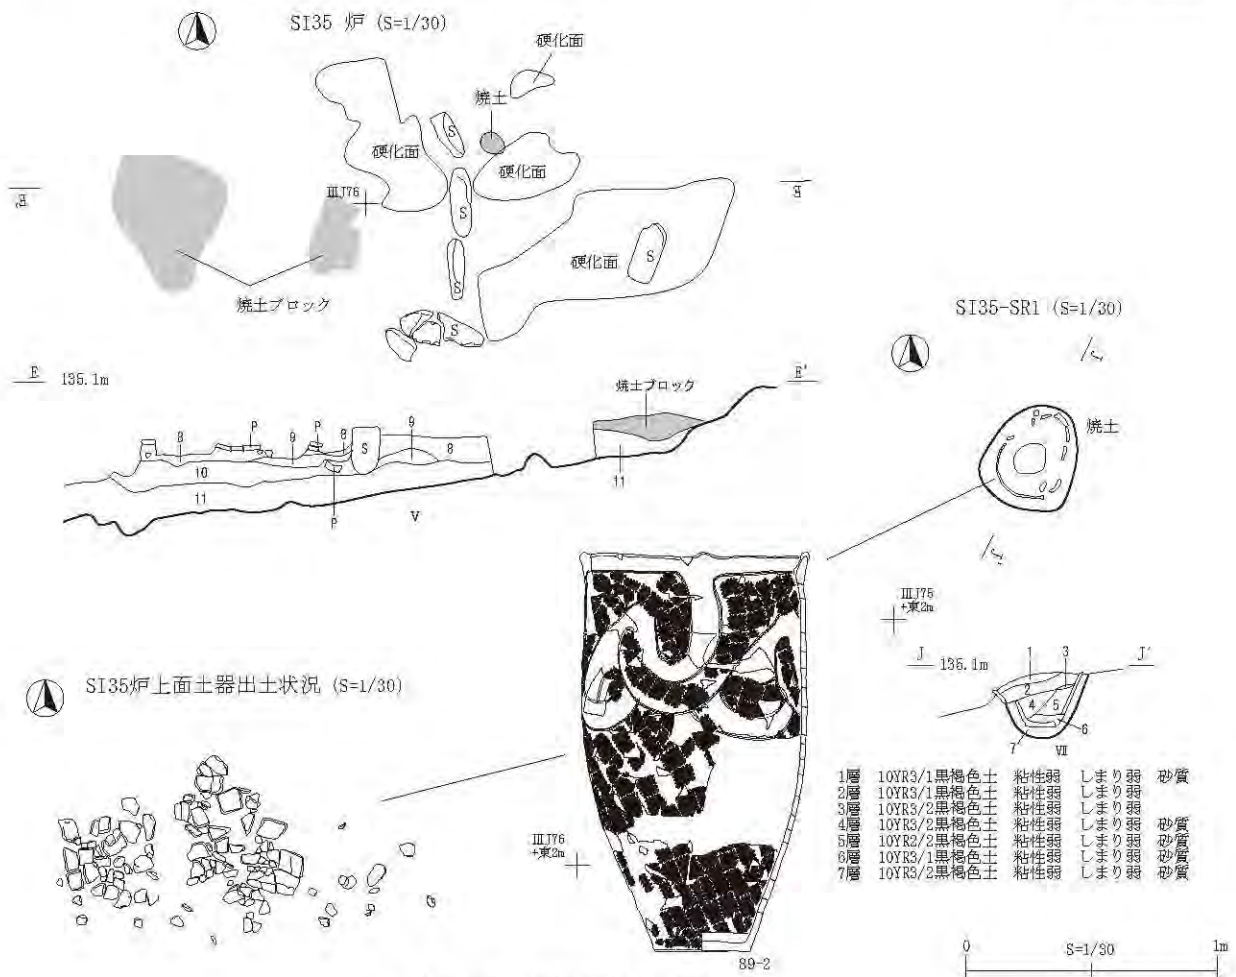 SI35 炉 (S=1/30)
硬化面
焼土
S
硬化面
硬化面
ⅢJ76
E'
E
S
S
硬化面
S
焼土ブロック
S
SI35-SR1 (S=1/30)
J'
E 135.1m
E'
焼土ブロック
焼土
8
P
9
P
8
S
9
8
10
11
11
P
V
J
ⅢJ75
+東2m
J 135.1m
1
3
J'
2
4
5
6
7
Ⅶ
SI35炉上面土器出土状況 (S=1/30)
1層 10YR3/1黒褐色土 粘性弱 しまり弱 砂質
2層 10YR3/1黒褐色土 粘性弱 しまり弱
3層 10YR3/2黒褐色土 粘性弱 しまり弱
4層 10YR3/2黒褐色土 粘性弱 しまり弱 砂質
5層 10YR2/2黒褐色土 粘性弱 しまり弱 砂質
6層 10YR3/1黒褐色土 粘性弱 しまり弱 砂質
7層 10YR3/2黒褐色土 粘性弱 しまり弱 砂質
ⅢJ76
+東2m
89-2
0 S=1/30 1m